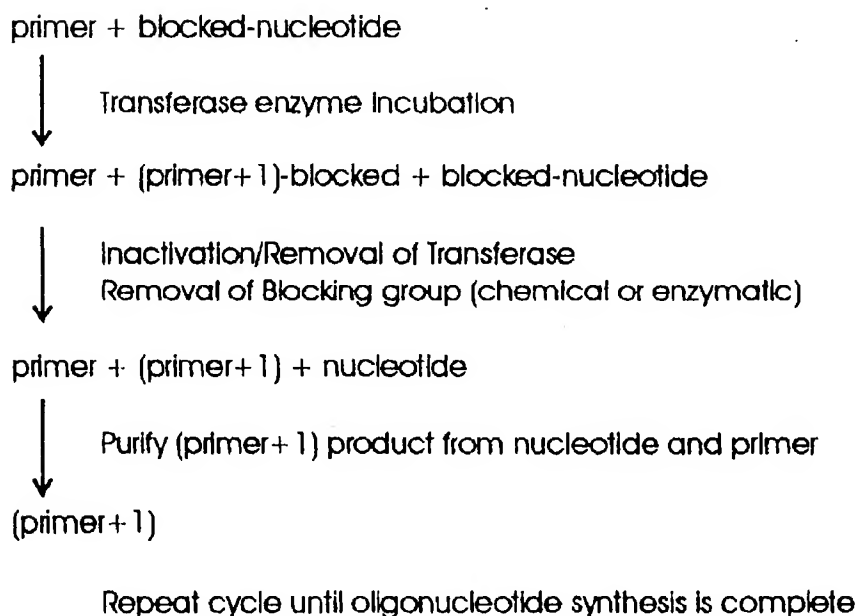 primer + blocked-nucleotide
Transferase enzyme incubation
primer + (primer+1)-blocked + blocked-nucleotide
Inactivation/Removal of Transferase
Removal of Blocking group (chemical or enzymatic)
primer + (primer+1) + nucleotide
Purify (primer+1) product from nucleotide and primer
(primer+1)
Repeat cycle until oligonucleotide synthesis is complete